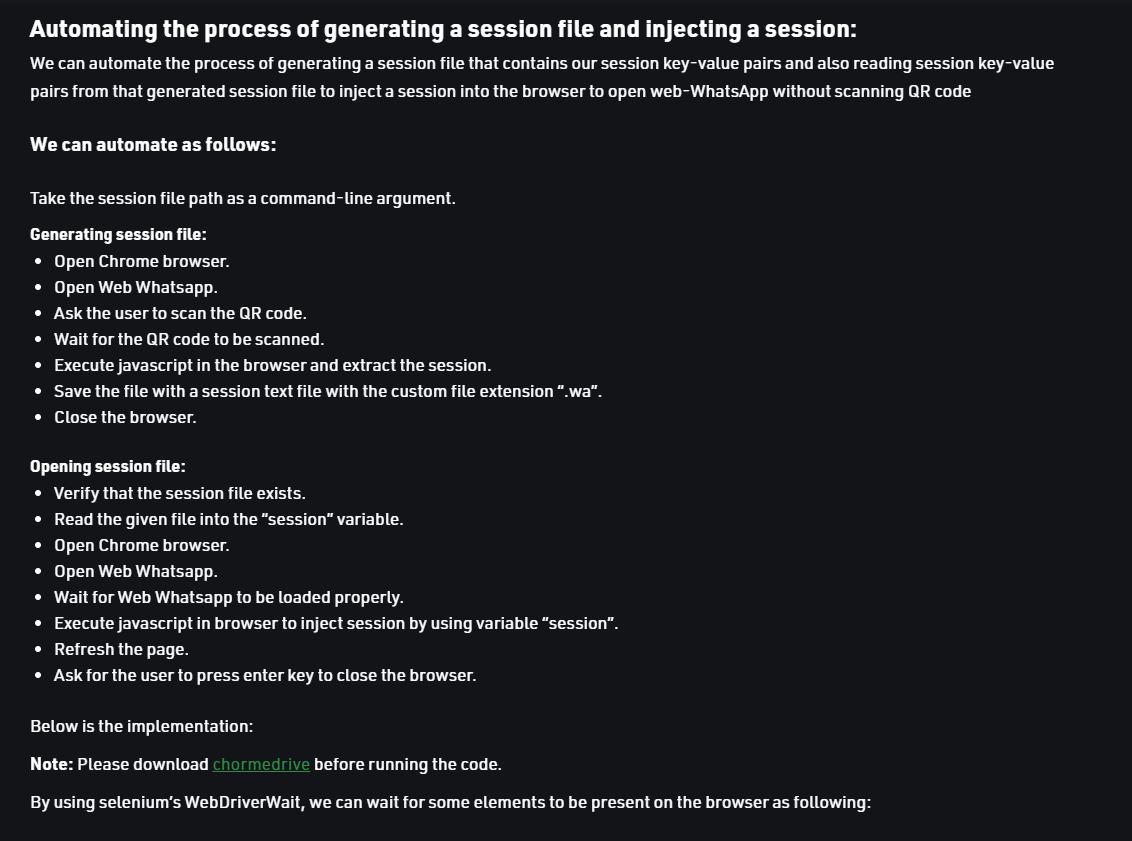 Automating the process of generating a session file and injecting a session:
We can automate the process of generating a session file that contains our session key-value pairs and also reading session key-value
pairs from that generated session file to inject a session into the browser to open web-WhatsApp without scanning QR code
We can automate as follows:
Take the session file path as a command-line argument.
Generating session file:
• Open Chrome browser.
• Open Web Whatsapp.
• Ask the user to scan the QR code.
• Wait for the QR code to be scanned.
• Execute javascript in the browser and extract the session.
• Save the file with a session text file with the custom file extension “.wa”.
• Close the browser.
Opening session file:
• Verify that the session file exists.
• Read the given file into the “session” variable.
• Open Chrome browser.
• Open Web Whatsapp.
• Wait for Web Whatsapp to be loaded properly.
• Execute javascript in browser to inject session by using variable “session”.
• Refresh the page.
• Ask for the user to press enter key to close the browser.
Below is the implementation:
Note: Please download chormedrive before running the code.
By using selenium’s WebDriverWait, we can wait for some elements to be present on the browser as following: